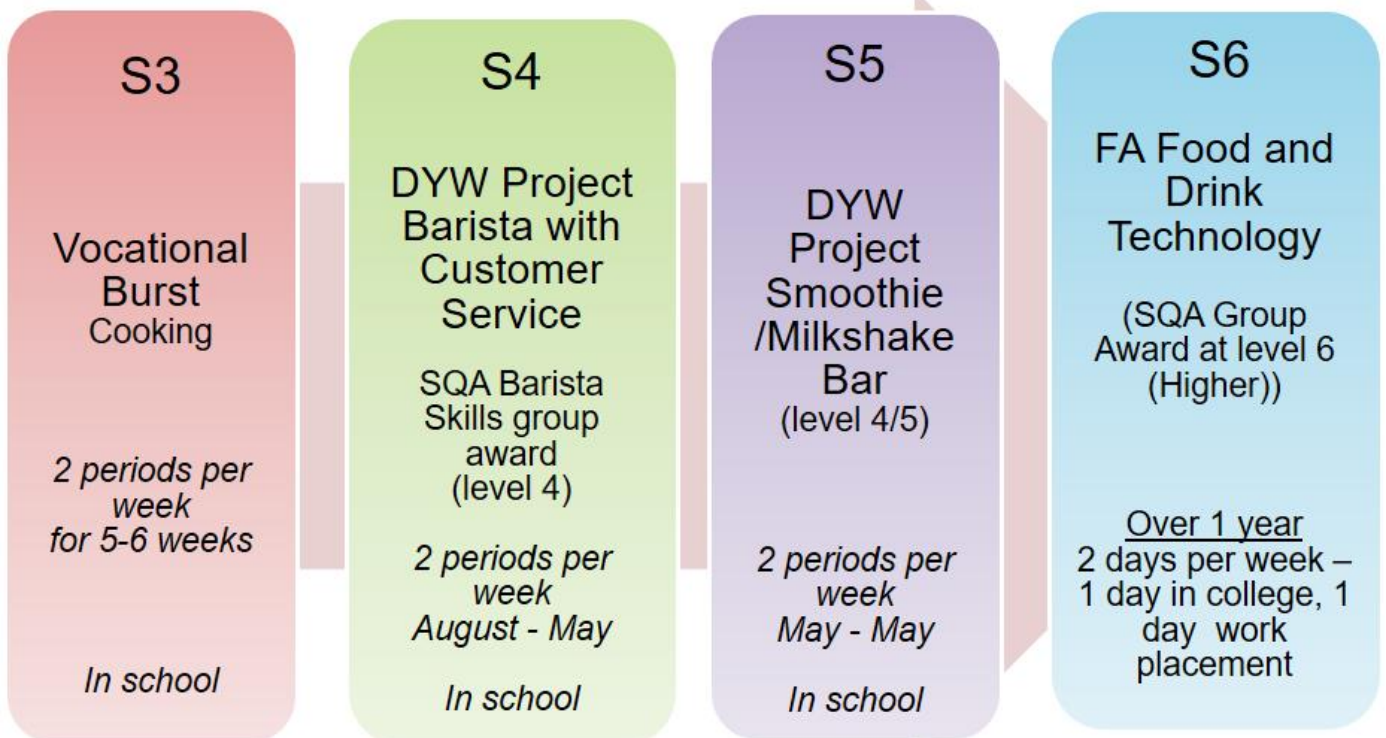 S3
Vocational
Burst
Cooking
2 periods per
week
for 5-6 weeks
In school
S4
DYW Project
Barista with
Customer
Service
SQA Barista
Skills group
award
(level 4)
2 periods per
week
August - May
In school
S5
DYW
Project
Smoothie
/Milkshake
Bar
(level 4/5)
2 periods per
week
May - May
In school
S6
FA Food and
Drink
Technology
(SQA Group
Award at level 6
(Higher))
Over 1 year
2 days per week –
1 day in college, 1
day work
placement